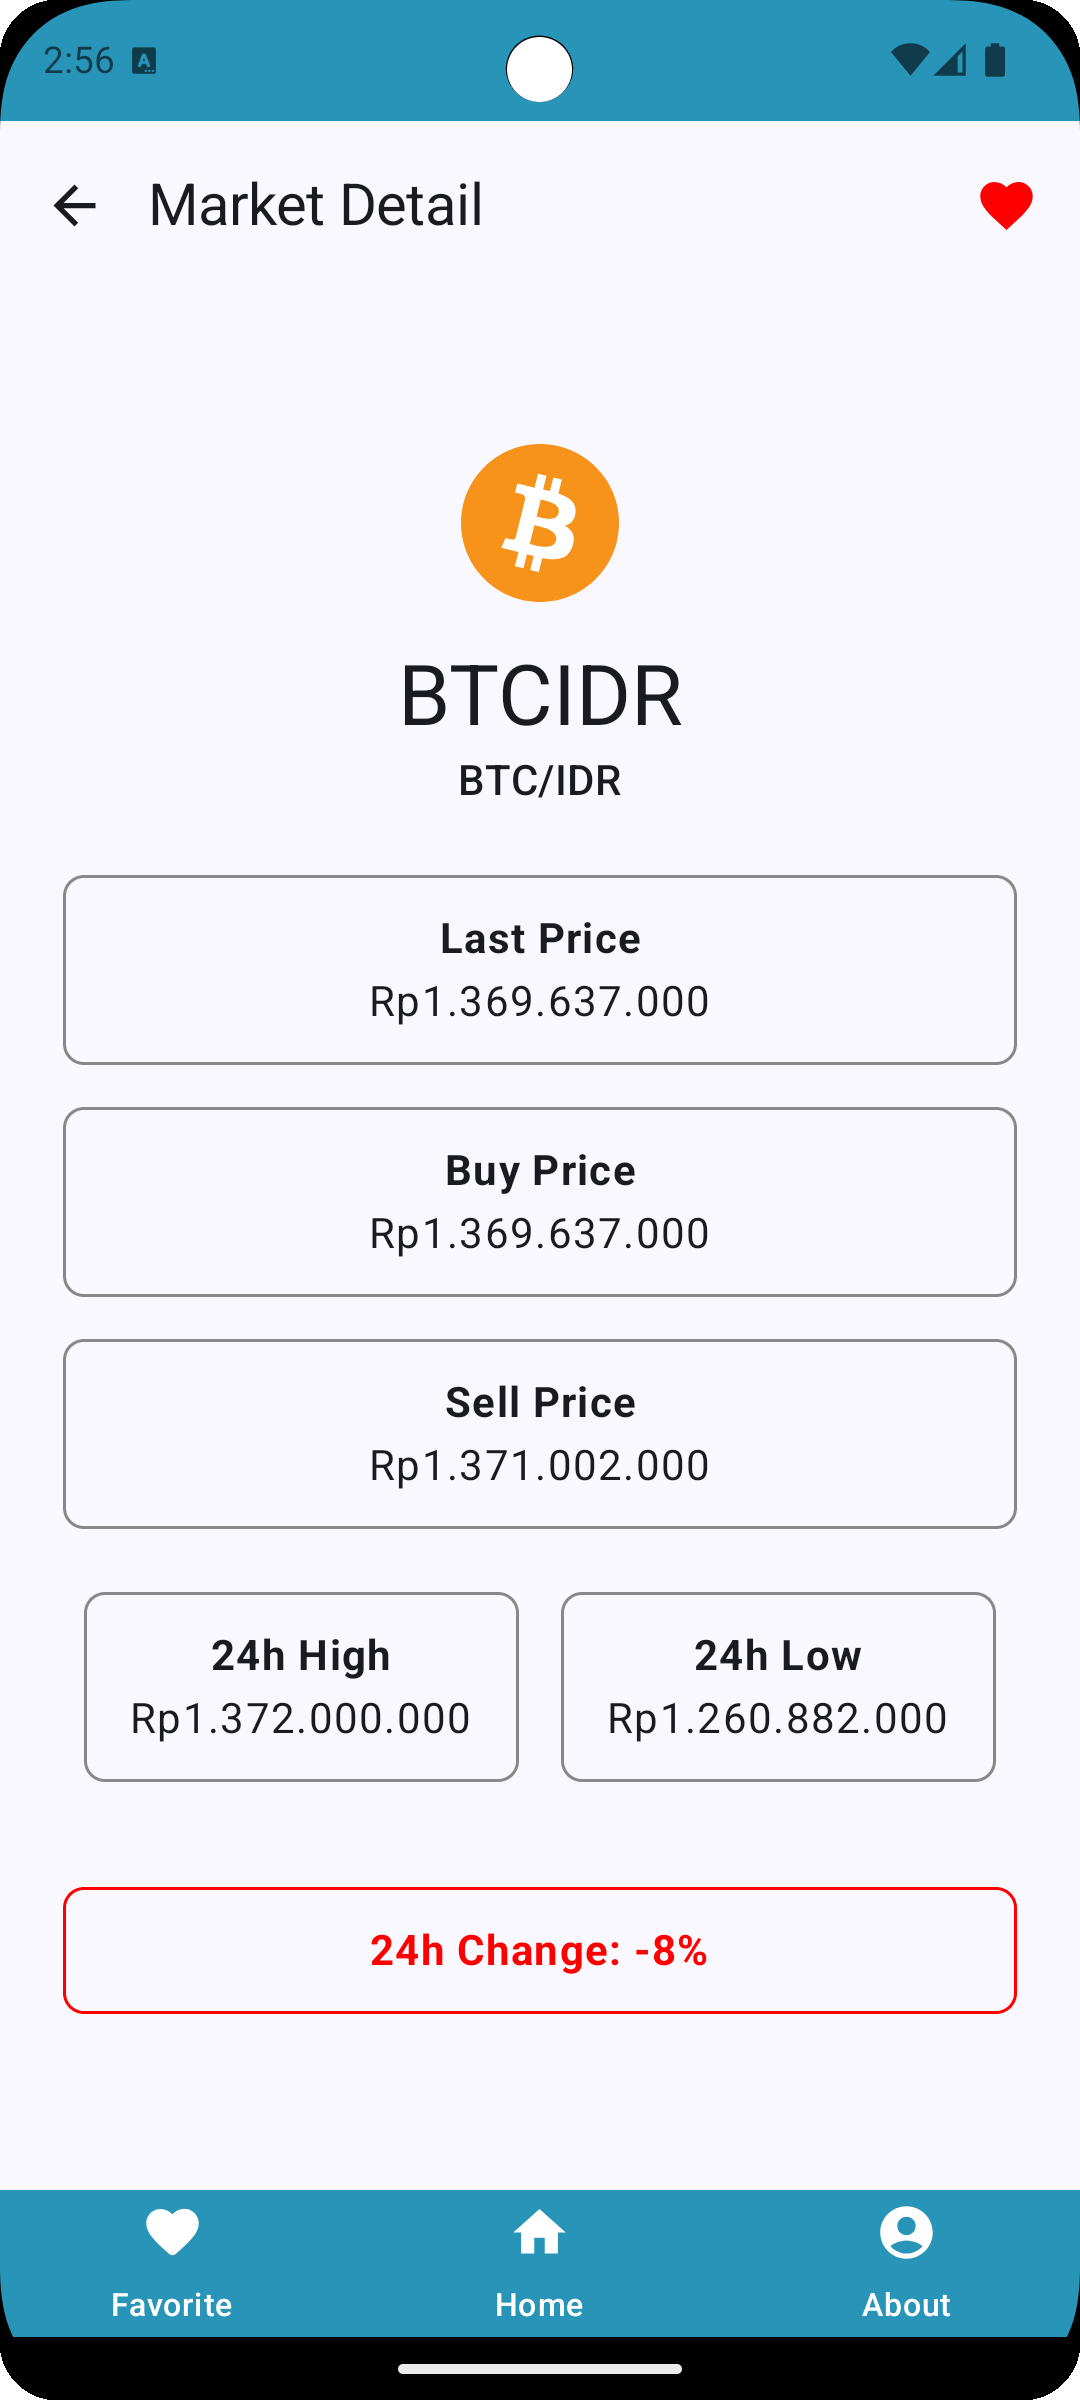 2:56
Market Detail
BTCIDR
BTC/IDR
Last Price
Rp1.369.637.000
Buy Price
Rp1.369.637.000
Sell Price
Rp1.371.002.000
24h High
Rp1.372.000.000
24h Low
Rp1.260.882.000
24h Change: -8%
Favorite
Home
About